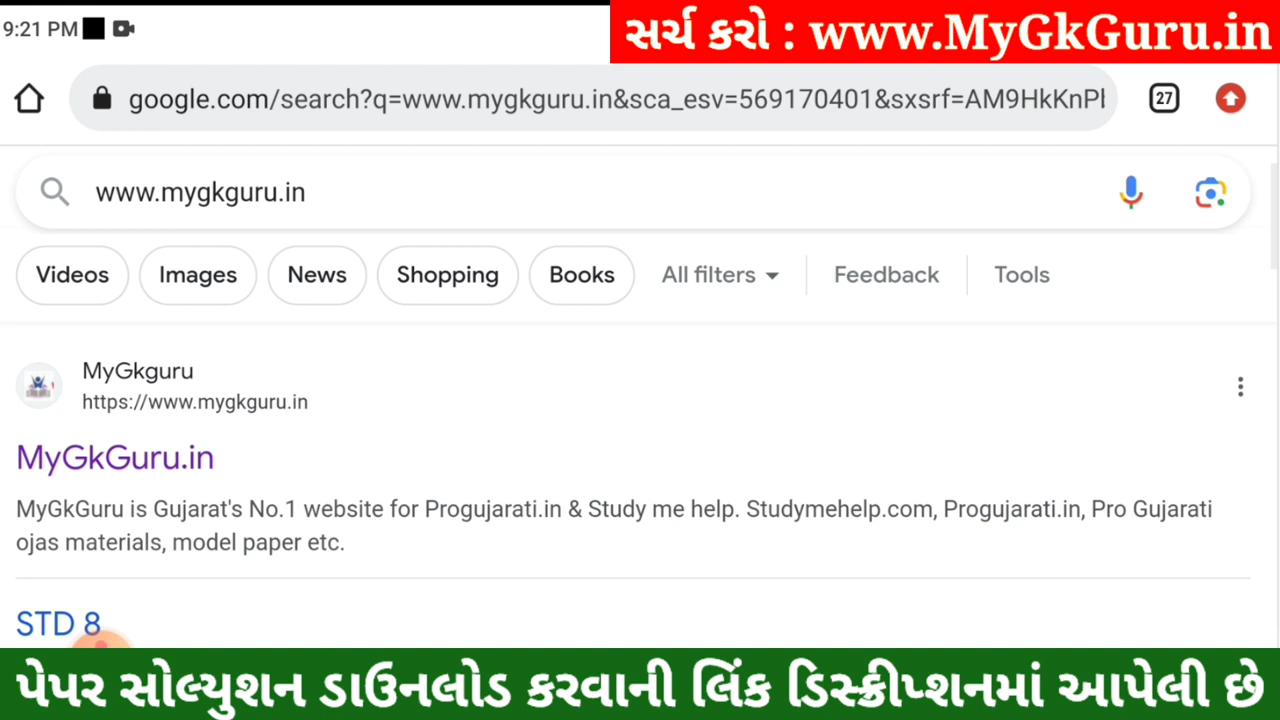 9:21 PM
સર્ચ કરો : www.MyGkGuru.in
google.com/search?q=www.mygkguru.in&sca_esv=569170401&sxsrf=AM9HkKnPl
27
www.mygkguru.in
Videos Images News Shopping Books All filters Feedback Tools
MyGkguru
https://www.mygkguru.in
MyGkGuru.in
MyGkGuru is Gujarat's No.1 website for Progujarati.in & Study me help. Studymehelp.com, Progujarati.in, Pro Gujarati
ojas materials, model paper etc.
STD 8
પેપર સોલ્યુશન ડાઉનલોડ કરવાની લિંક ડિસ્ક્રીપ્શનમાં આપેલી છે